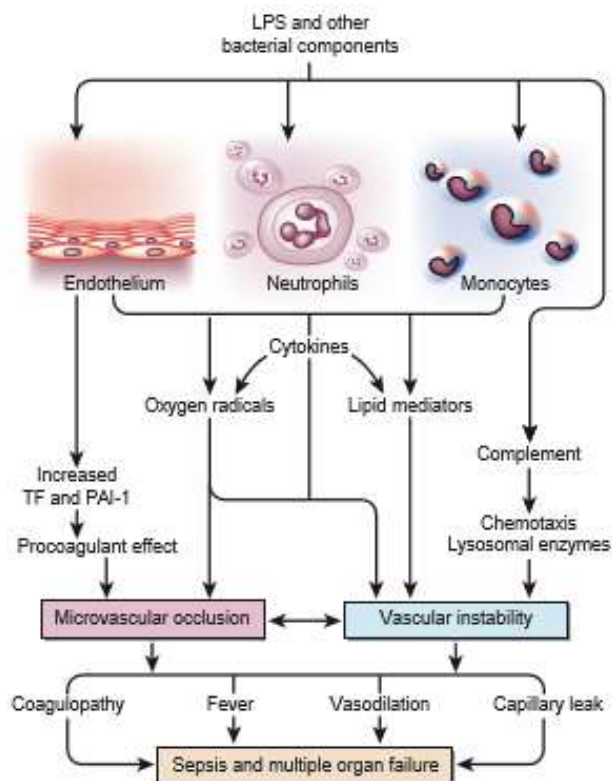 LPS and other
bacterial components
Endothelium
Neutrophils
Monocytes
Cytokines
Oxygen radicals
Lipid mediators
Increased
TF and PAI-1
Complement
Procoagulant effect
Chemotaxis
Lysosomal enzymes
Microvascular occlusion
Vascular instability
Coagulopathy
Fever
Vasodilation
Capillary leak
Sepsis and multiple organ failure